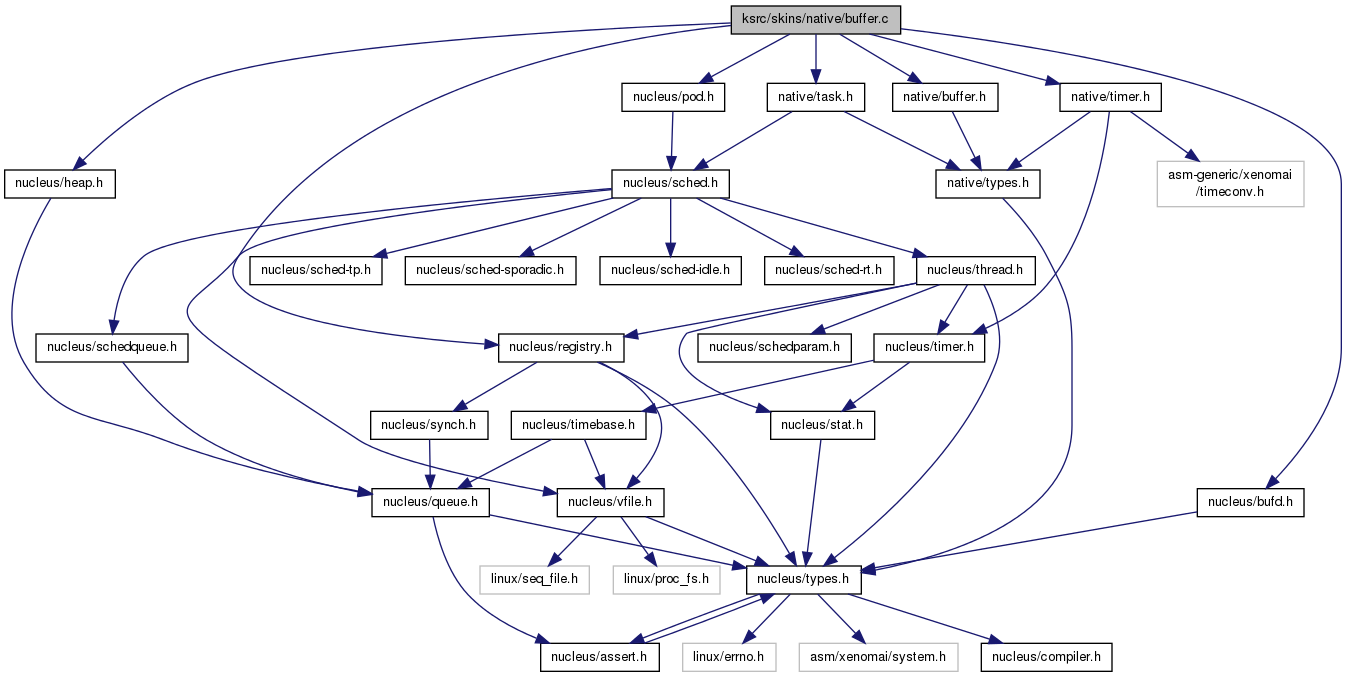 ksrc/skins/native/buffer.c
nucleus/pod.h
native/task.h
native/buffer.h
native/timer.h
nucleus/heap.h
nucleus/sched.h
native/types.h
asm-generic/xenomai
/timeconv.h
nucleus/sched-tp.h
nucleus/sched-sporadic.h
nucleus/sched-idle.h
nucleus/sched-rt.h
nucleus/thread.h
nucleus/schedqueue.h
nucleus/registry.h
nucleus/schedparam.h
nucleus/timer.h
nucleus/synch.h
nucleus/timebase.h
nucleus/stat.h
nucleus/queue.h
nucleus/vfile.h
nucleus/bufd.h
linux/seq_file.h
linux/proc_fs.h
nucleus/types.h
nucleus/assert.h
linux/errno.h
asm/xenomai/system.h
nucleus/compiler.h